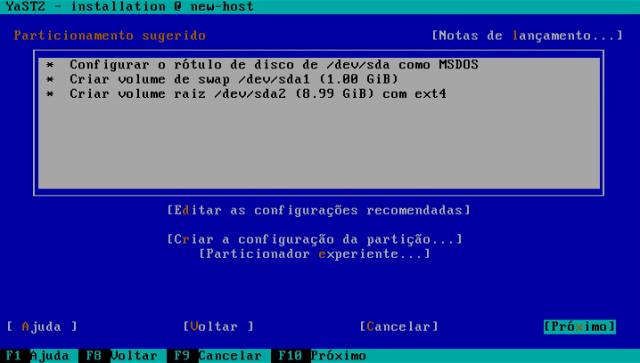 YaST2 - installation @ new-host
Particionamento sugerido [Notas de lançamento...]
* Configurar o rótulo de disco de /dev/sda como MSDOS
* Criar volume de swap /dev/sda1 (1.00 GiB)
* Criar volume raiz /dev/sda2 (8.99 GiB) com ext4
[Editar as configurações recomendadas]
[Criar a configuração da partição...]
[Particionador experiente...]
[ Ajuda ] [Voltar ] [Cancelar] [Próximo]
F1 Ajuda F8 Voltar F9 Cancelar F10 Próximo